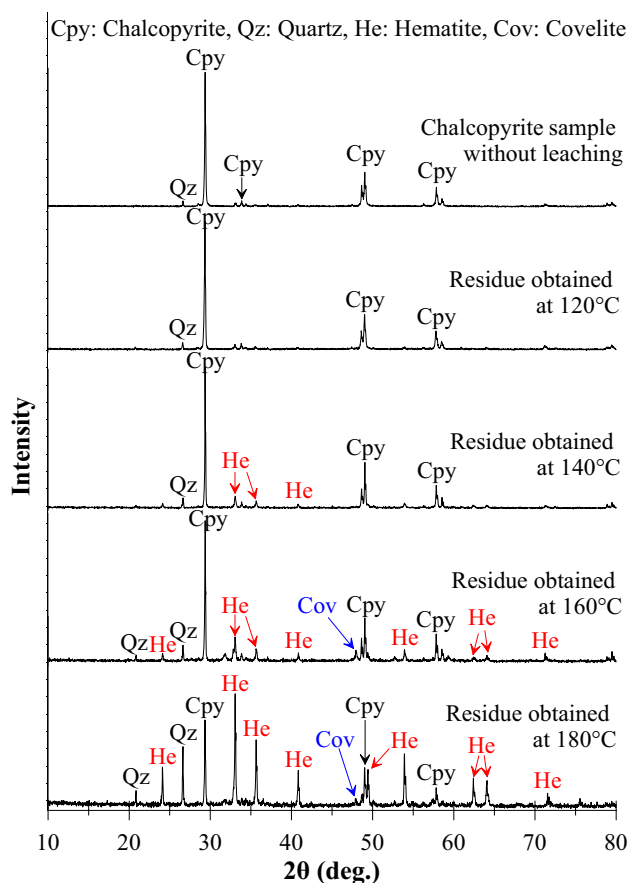 Cpy: Chalcopyrite, Qz: Quartz, He: Hematite, Cov: Covelite
Cpy
Chalcopyrite sample
without leaching
Cpy
Cpy
Cpy
Qz
Cpy
Residue obtained
at 120°C
Cpy
Cpy
Qz
Cpy
Residue obtained
at 140°C
He
He
Cpy
Cpy
Qz
Cpy
Residue obtained
at 160°C
Qz
He
Qz
He
He
Cov
Cpy
He
Cpy
He
He
Residue obtained
at 180°C
Qz
He
Qz
Cpy
He
He
He
Cov
Cpy
He
Cpy
He
He
10 20 30 40 50 60 70 80
2θ (deg.)
Intensity